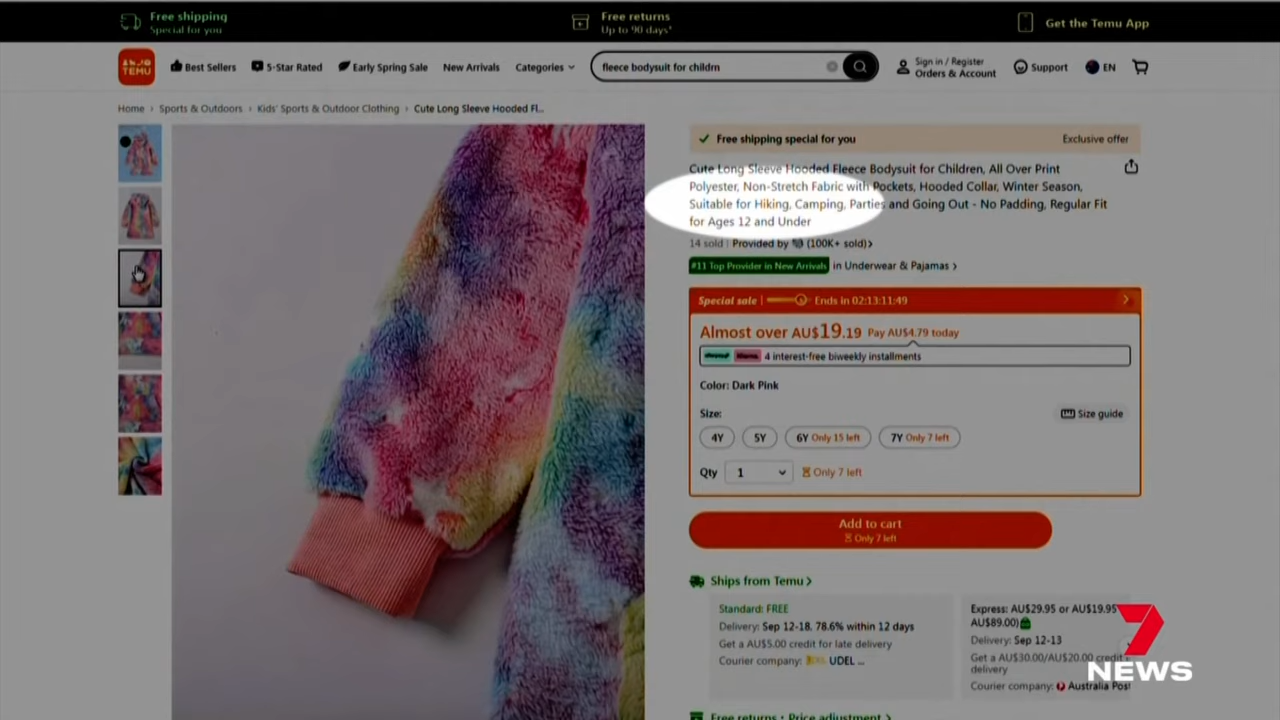 Free shipping
Special for you
Free returns
Up to 90 days*
Get the Temu App
TEMU
Best Sellers
5-Star Rated
Early Spring Sale
New Arrivals
Categories
fleece bodysuit for childrn
Sign in / Register
Orders & Account
Support
EN
Home › Sports & Outdoors › Kids' Sports & Outdoor Clothing › Cute Long Sleeve Hooded Fl...
Free shipping special for you
Exclusive offer
Cute Long Sleeve Hooded Fleece Bodysuit for Children, All Over Print
Polyester, Non-Stretch Fabric with Pockets, Hooded Collar, Winter Season,
Suitable for Hiking, Camping, Parties and Going Out - No Padding, Regular Fit
for Ages 12 and Under
14 sold | Provided by (100K+ sold)›
#11 Top Provider in New Arrivals in Underwear & Pajamas ›
Special sale | Ends in 02:13:11:49
Almost over AU$19.19 Pay AU$4.79 today
4 interest-free biweekly installments
Color: Dark Pink
Size:
Size guide
4Y
5Y
6Y Only 15 left
7Y Only 7 left
Qty 1 Only 7 left
Add to cart
Only 7 left
Ships from Temu ›
Standard: FREE
Delivery: Sep 12-18, 78.6% within 12 days
Get a AU$5.00 credit for late delivery
Courier company: UDEL ...
Express: AU$29.95 or AU$19.95
AU$89.00)
Delivery: Sep 12-13
Get a AU$30.00/AU$20.00 credit
delivery
Courier company: Australia Post
7
NEWS
Free returns · Price adjustment ›